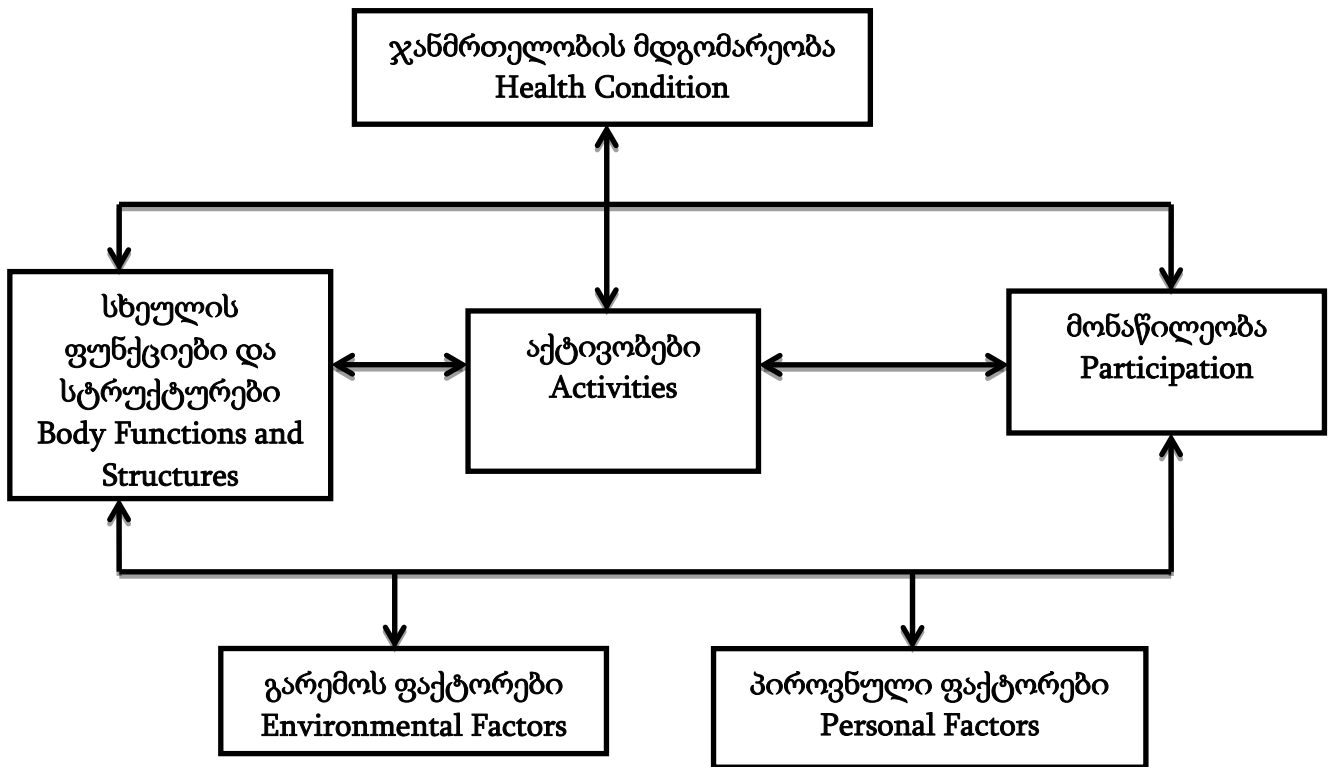 ჯანმრთელობის მდგომარეობა
Health Condition
სხეულის
ფუნქციები და
სტრუქტურები
Body Functions and
Structures
აქტივობები
Activities
მონაწილეობა
Participation
გარემოს ფაქტორები
Environmental Factors
პიროვნული ფაქტორები
Personal Factors